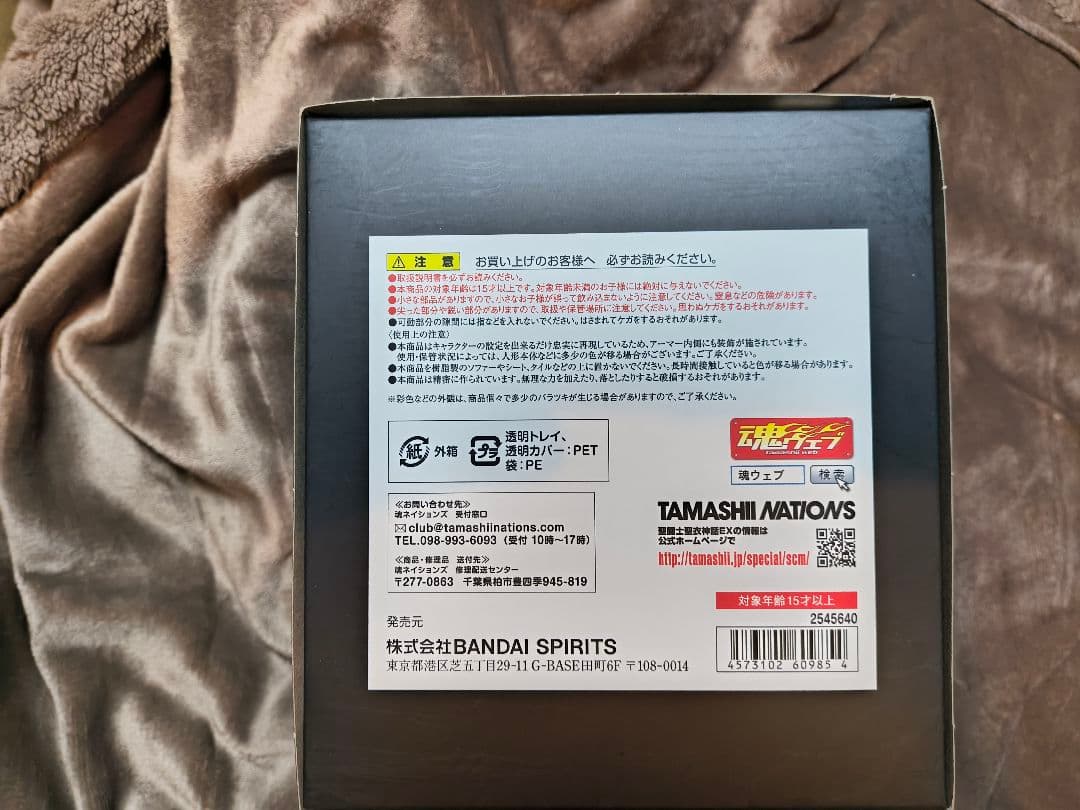 ⚠注意 お買い上げのお客様へ 必ずお読みください。
●取扱説明書を必ずお読みください。
●本商品の対象年齢は15才以上です。対象年齢未満のお子様には絶対に与えないでください。
●小さな部品がありますので、小さなお子様が誤って飲み込まないように注意してください。窒息などの危険があります。
●尖った部分や鋭い部分がありますので、取扱や保管場所に注意してください。思わぬケガをするおそれがあります。
●可動部分の隙間には指などを入れないでください。はさまれてケガをするおそれがあります。
〈使用上の注意〉
●本商品はキャラクターの設定を出来るだけ忠実に再現しているため、アーマー内側にも装飾が施されています。
使用・保管状況によっては、人形本体などに多少の色が移る場合がございます。ご了承ください。
●本商品を樹脂製のソファーやシート、タイルなどの上に置かないでください。長時間接触していると色が移る場合があります。
●本商品は精密に作られています。無理な力を加えたり、落としたりすると破損するおそれがあります。
※彩色などの外観は、商品個々で多少のバラツキが生じる場合がありますので、ご了承ください。
紙 外箱
プラ 透明トレイ、
透明カバー:PET
袋:PE
魂ウェブ
tamashii web
魂ウェブ 検索
≪お問い合わせ先≫
魂ネイションズ 受付窓口
✉club@tamashiinations.com
TEL.098-993-6093 (受付 10時~17時)
≪商品・修理品 送付先≫
魂ネイションズ 修理配送センター
〒277-0863 千葉県柏市豊四季945-819
TAMASHII NATIONS
聖闘士聖衣神話EXの情報は
公式ホームページで
http://tamashii.jp/special/scm/
対象年齢15才以上
2545640
4573102 60985 4
発売元
株式会社BANDAI SPIRITS
東京都港区芝五丁目29-11 G-BASE田町6F 〒108-0014